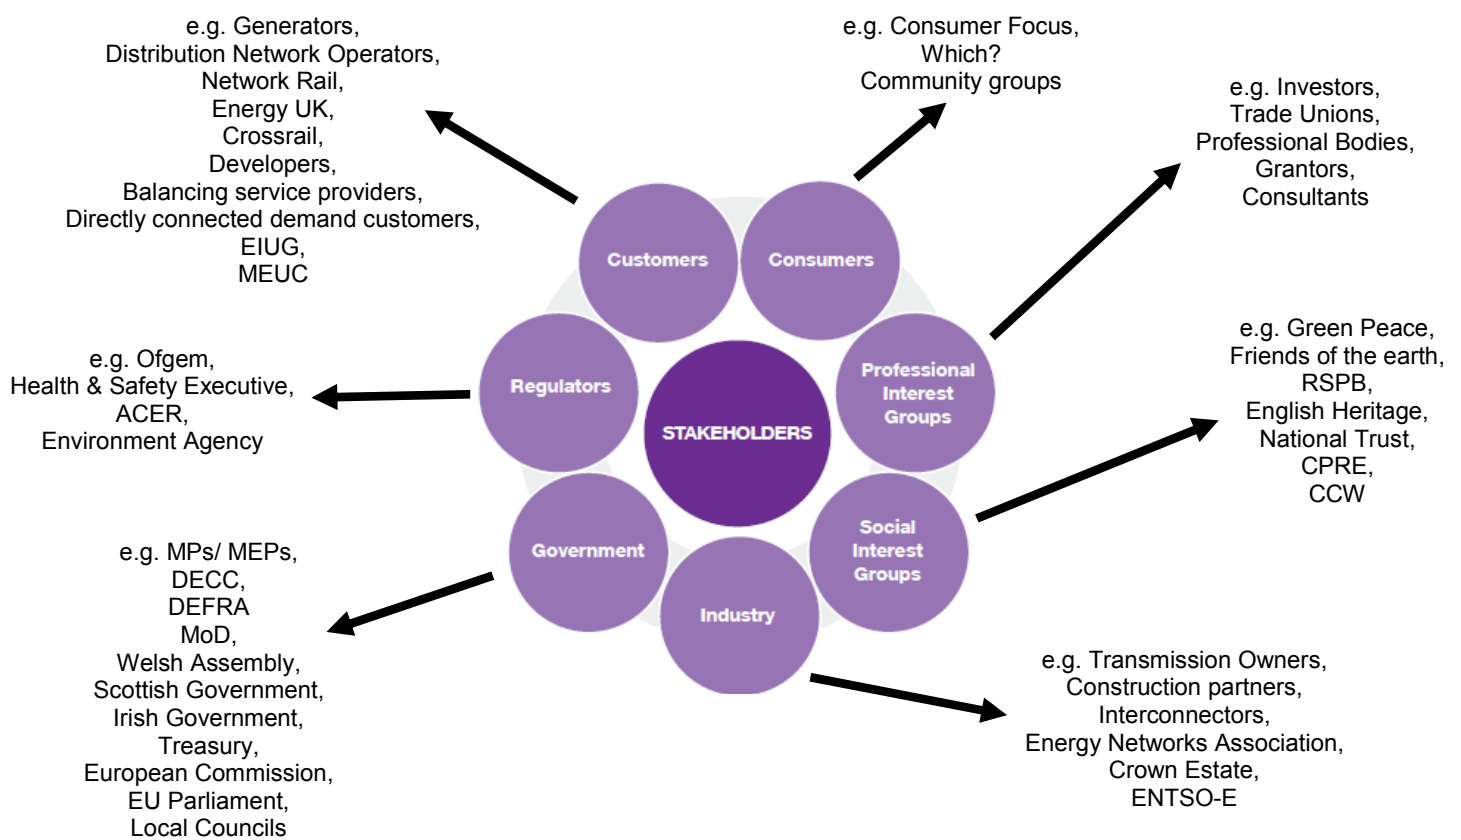 e.g. Generators,
Distribution Network Operators,
Network Rail,
Energy UK,
Crossrail,
Developers,
Balancing service providers,
Directly connected demand customers,
EIUG,
MEUC
e.g. Consumer Focus,
Which?
Community groups
e.g. Investors,
Trade Unions,
Professional Bodies,
Grantors,
Consultants
Customers
Consumers
e.g. Ofgem,
Health & Safety Executive,
ACER,
Environment Agency
Regulators
STAKEHOLDERS
Professional
Interest
Groups
e.g. Green Peace,
Friends of the earth,
RSPB,
English Heritage,
National Trust,
CPRE,
CCW
Government
Industry
Social
Interest
Groups
e.g. MPs/ MEPs,
DECC,
DEFRA
MoD,
Welsh Assembly,
Scottish Government,
Irish Government,
Treasury,
European Commission,
EU Parliament,
Local Councils
e.g. Transmission Owners,
Construction partners,
Interconnectors,
Energy Networks Association,
Crown Estate,
ENTSO-E